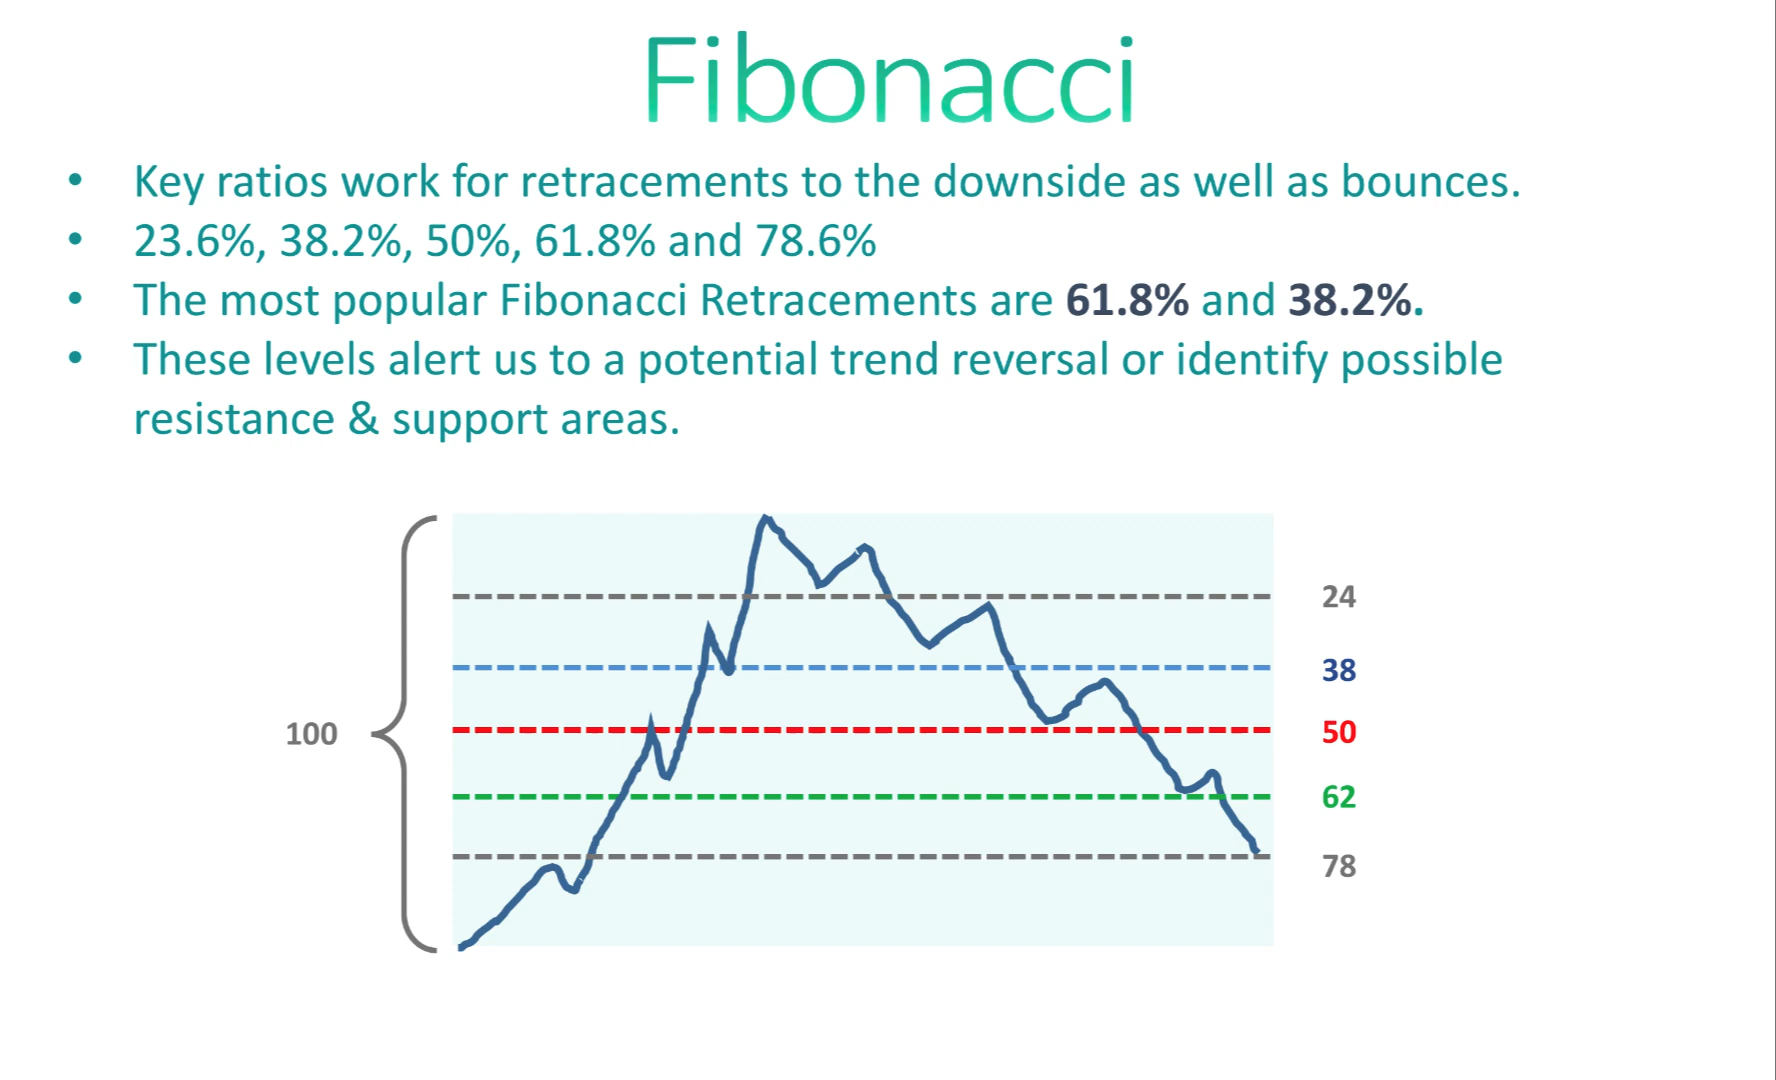 Fibonacci
• Key ratios work for retracements to the downside as well as bounces.
• 23.6%, 38.2%, 50%, 61.8% and 78.6%
• The most popular Fibonacci Retracements are 61.8% and 38.2%.
• These levels alert us to a potential trend reversal or identify possible
resistance & support areas.
24
38
100
50
62
78